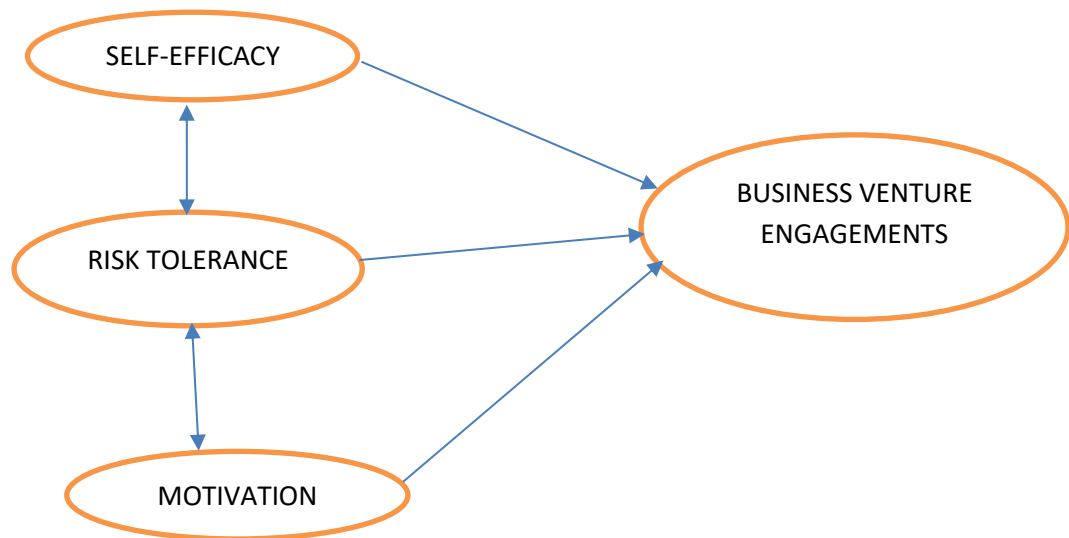 SELF-EFFICACY
BUSINESS VENTURE
ENGAGEMENTS
RISK TOLERANCE
MOTIVATION